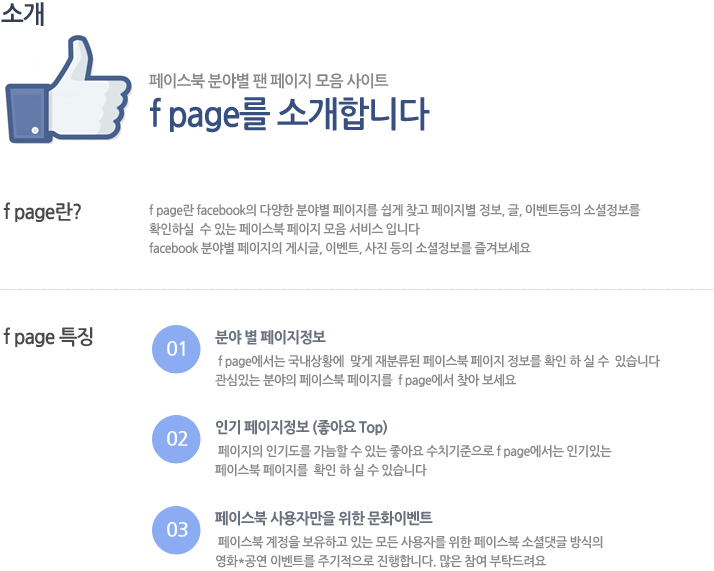 소개
페이스북 분야별 팬 페이지 모음 사이트
f page를 소개합니다
f page란?
f page란 facebook의 다양한 분야별 페이지를 쉽게 찾고 페이지별 정보, 글, 이벤트등의 소셜정보를
확인하실 수 있는 페이스북 페이지 모음 서비스 입니다
facebook 분야별 페이지의 게시글, 이벤트, 사진 등의 소셜정보를 즐겨보세요
f page 특징
01
분야 별 페이지정보
f page에서는 국내상황에 맞게 재분류된 페이스북 페이지 정보를 확인 하 실 수 있습니다
관심있는 분야의 페이스북 페이지를 f page에서 찾아 보세요
02
인기 페이지정보 (좋아요 Top)
페이지의 인기도를 가늠할 수 있는 좋아요 수치기준으로 f page에서는 인기있는
페이스북 페이지를 확인 하 실 수 있습니다
03
페이스북 사용자만을 위한 문화이벤트
페이스북 계정을 보유하고 있는 모든 사용자를 위한 페이스북 소셜댓글 방식의
영화*공연 이벤트를 주기적으로 진행합니다. 많은 참여 부탁드려요